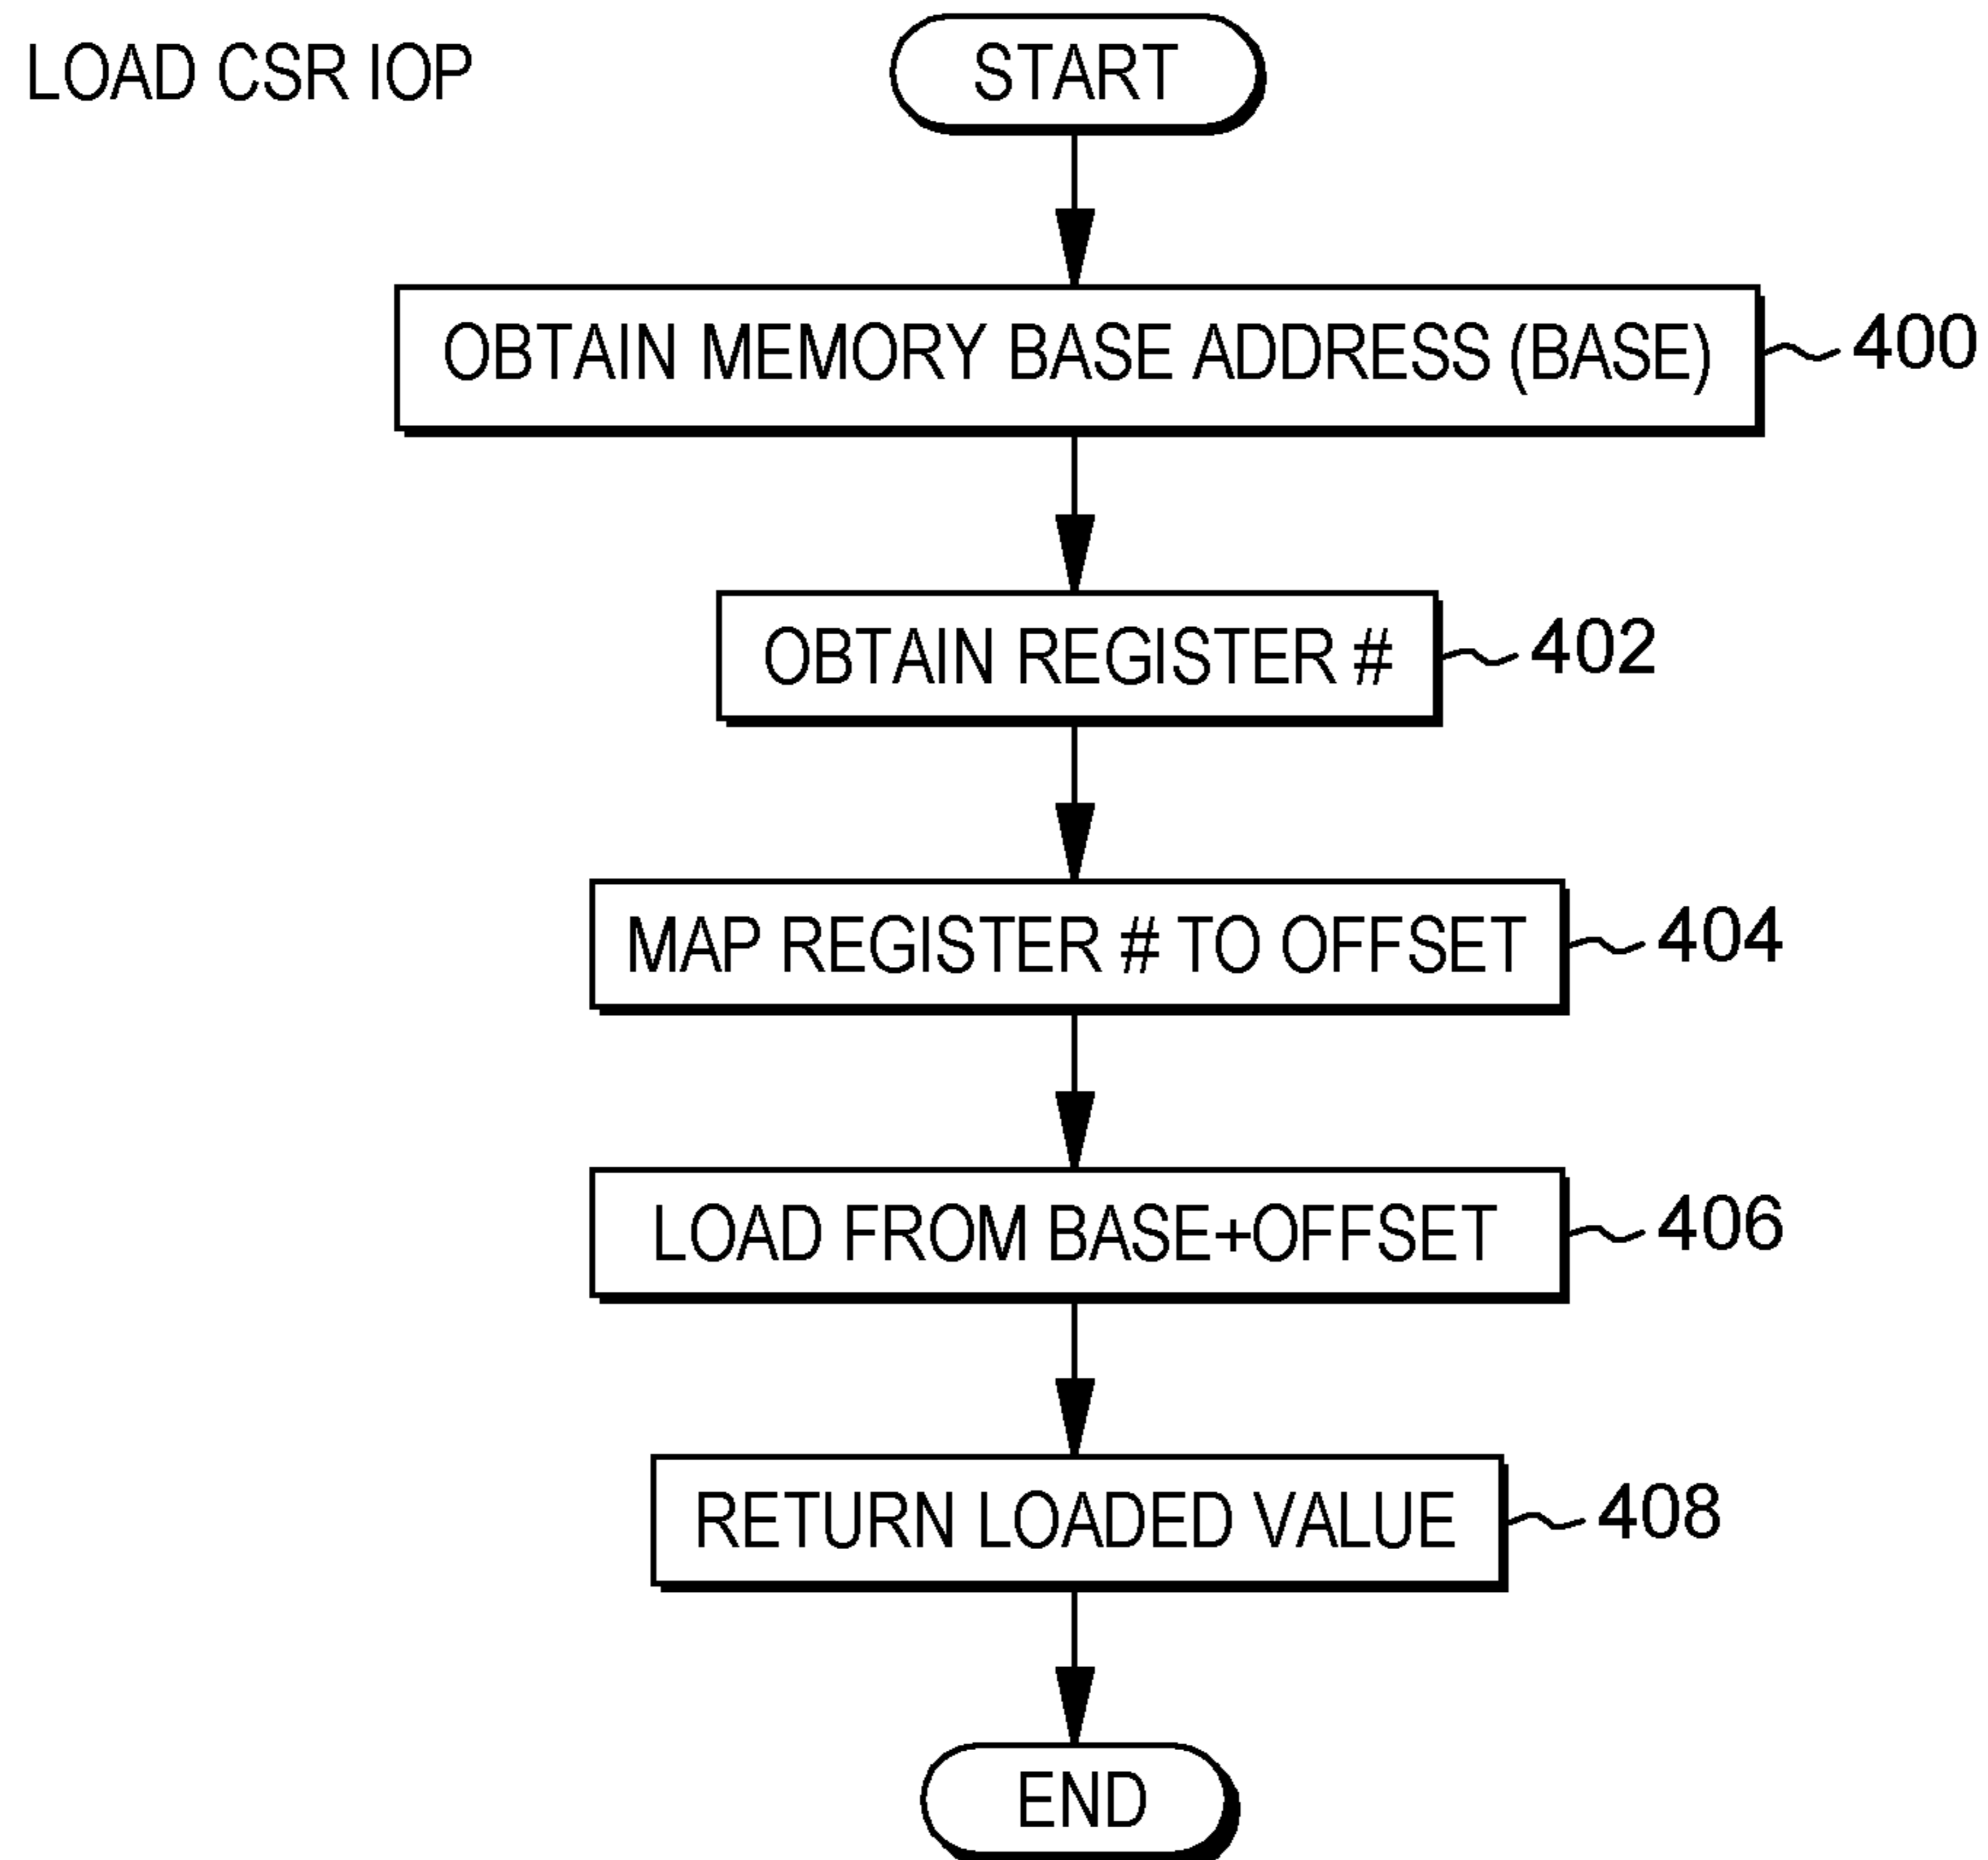 LOAD CSR IOP
START
OBTAIN MEMORY BASE ADDRESS (BASE)
400
OBTAIN REGISTER #
402
MAP REGISTER # TO OFFSET
404
LOAD FROM BASE+OFFSET
406
RETURN LOADED VALUE
408
END